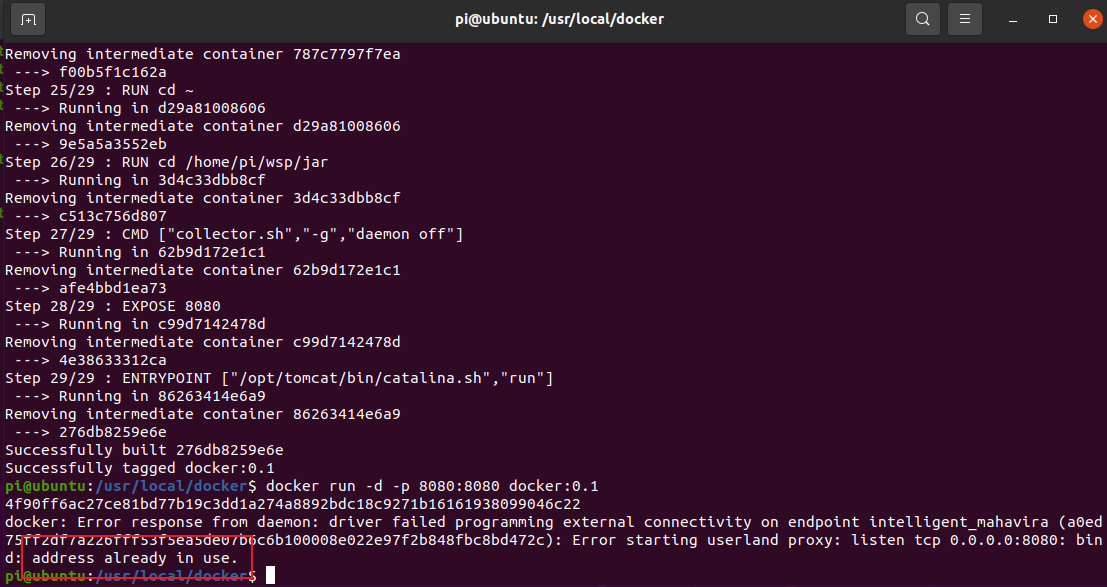 pi@ubuntu: /usr/local/docker
Removing intermediate container 787c7797f7ea
---> f00b5f1c162a
Step 25/29 : RUN cd ~
---> Running in d29a81008606
Removing intermediate container d29a81008606
---> 9e5a5a3552eb
Step 26/29 : RUN cd /home/pi/wsp/jar
---> Running in 3d4c33dbb8cf
Removing intermediate container 3d4c33dbb8cf
---> c513c756d807
Step 27/29 : CMD ["collector.sh","-g","daemon off"]
---> Running in 62b9d172e1c1
Removing intermediate container 62b9d172e1c1
---> afe4bbd1ea73
Step 28/29 : EXPOSE 8080
---> Running in c99d7142478d
Removing intermediate container c99d7142478d
---> 4e38633312ca
Step 29/29 : ENTRYPOINT ["/opt/tomcat/bin/catalina.sh","run"]
---> Running in 86263414e6a9
Removing intermediate container 86263414e6a9
---> 276db8259e6e
Successfully built 276db8259e6e
Successfully tagged docker:0.1
pi@ubuntu:/usr/local/docker$ docker run -d -p 8080:8080 docker:0.1
4f90ff6ac27ce81bd77b19c3dd1a274a8892bdc18c9271b16161938099046c22
docker: Error response from daemon: driver failed programming external connectivity on endpoint intelligent_mahavira (a0ed
): Error starting userland proxy: listen tcp 0.0.0.0:8080: bin
d: address already in use.
pi@ubuntu:/usr/local/docker$